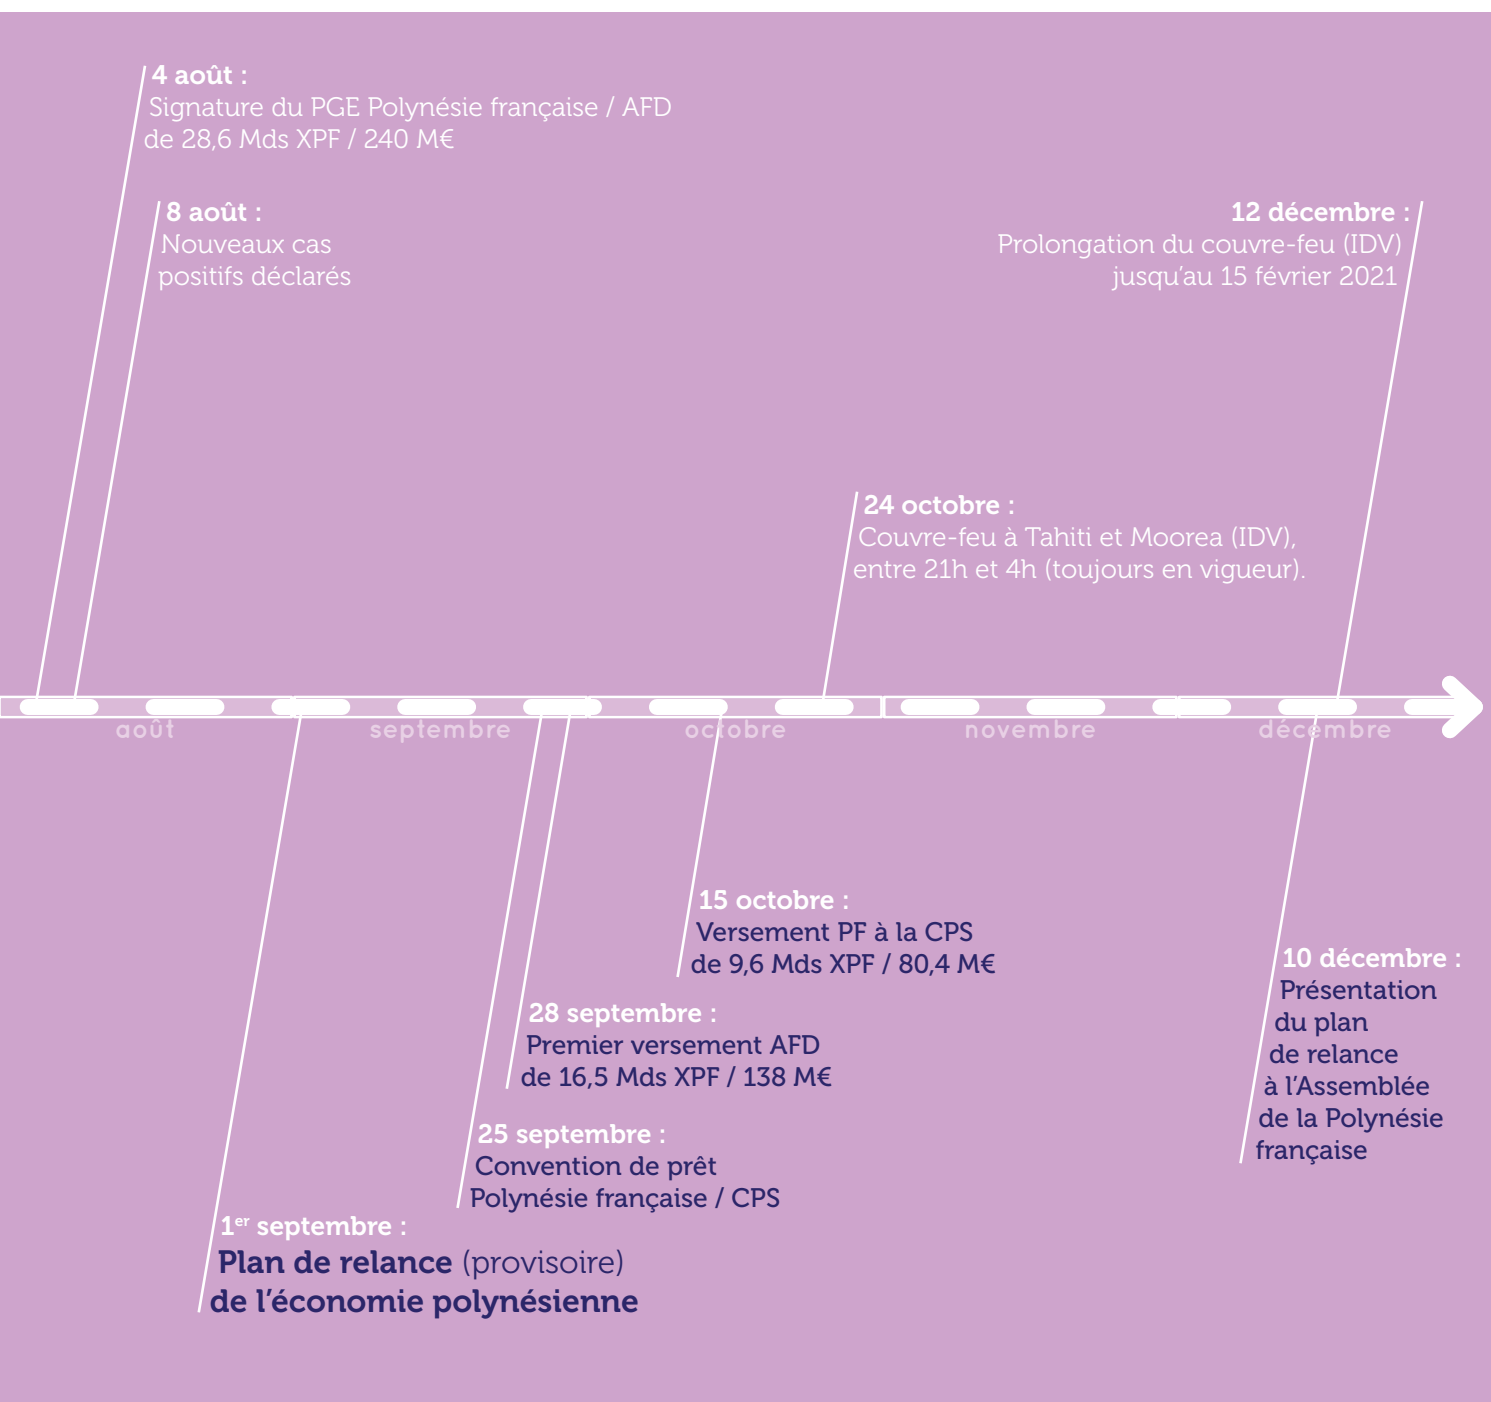 4 août :
Signature du PGE Polynésie française / AFD
de 28,6 Mds XPF / 240 M€
8 août :
Nouveaux cas
positifs déclarés
12 décembre :
Prolongation du couvre-feu (IDV)
jusqu'au 15 février 2021
24 octobre :
Couvre-feu à Tahiti et Moorea (IDV),
entre 21h et 4h (toujours en vigueur).
août
septembre
octobre
novembre
décembre
15 octobre :
Versement PF à la CPS
de 9,6 Mds XPF / 80,4 M€
28 septembre :
Premier versement AFD
de 16,5 Mds XPF / 138 M€
25 septembre :
Convention de prêt
Polynésie française / CPS
1er septembre :
Plan de relance (provisoire)
de l'économie polynésienne
10 décembre :
Présentation
du plan
de relance
à l'Assemblée
de la Polynésie
française